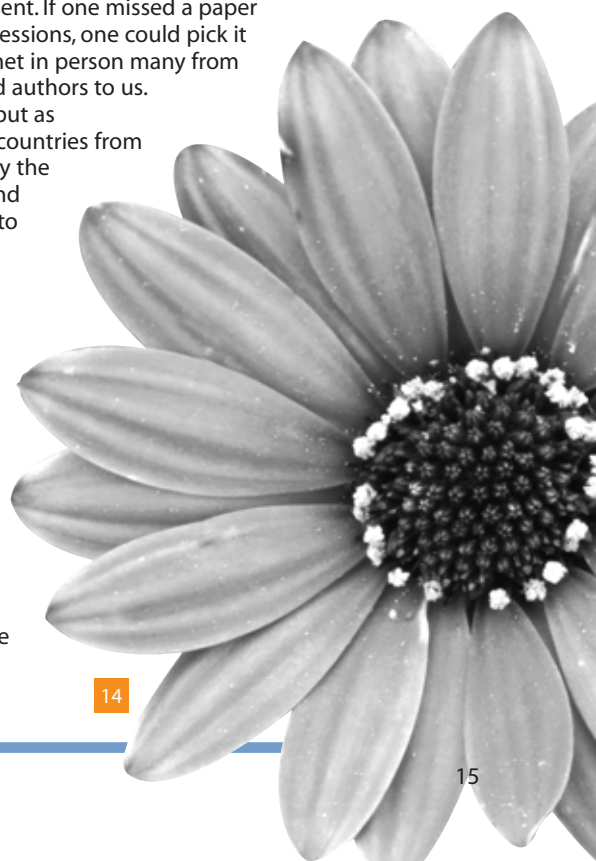 ent. If one missed a paper
essions, one could pick it
net in person many from
d authors to us.
out as
countries from
y the
nd
to
e
14
15